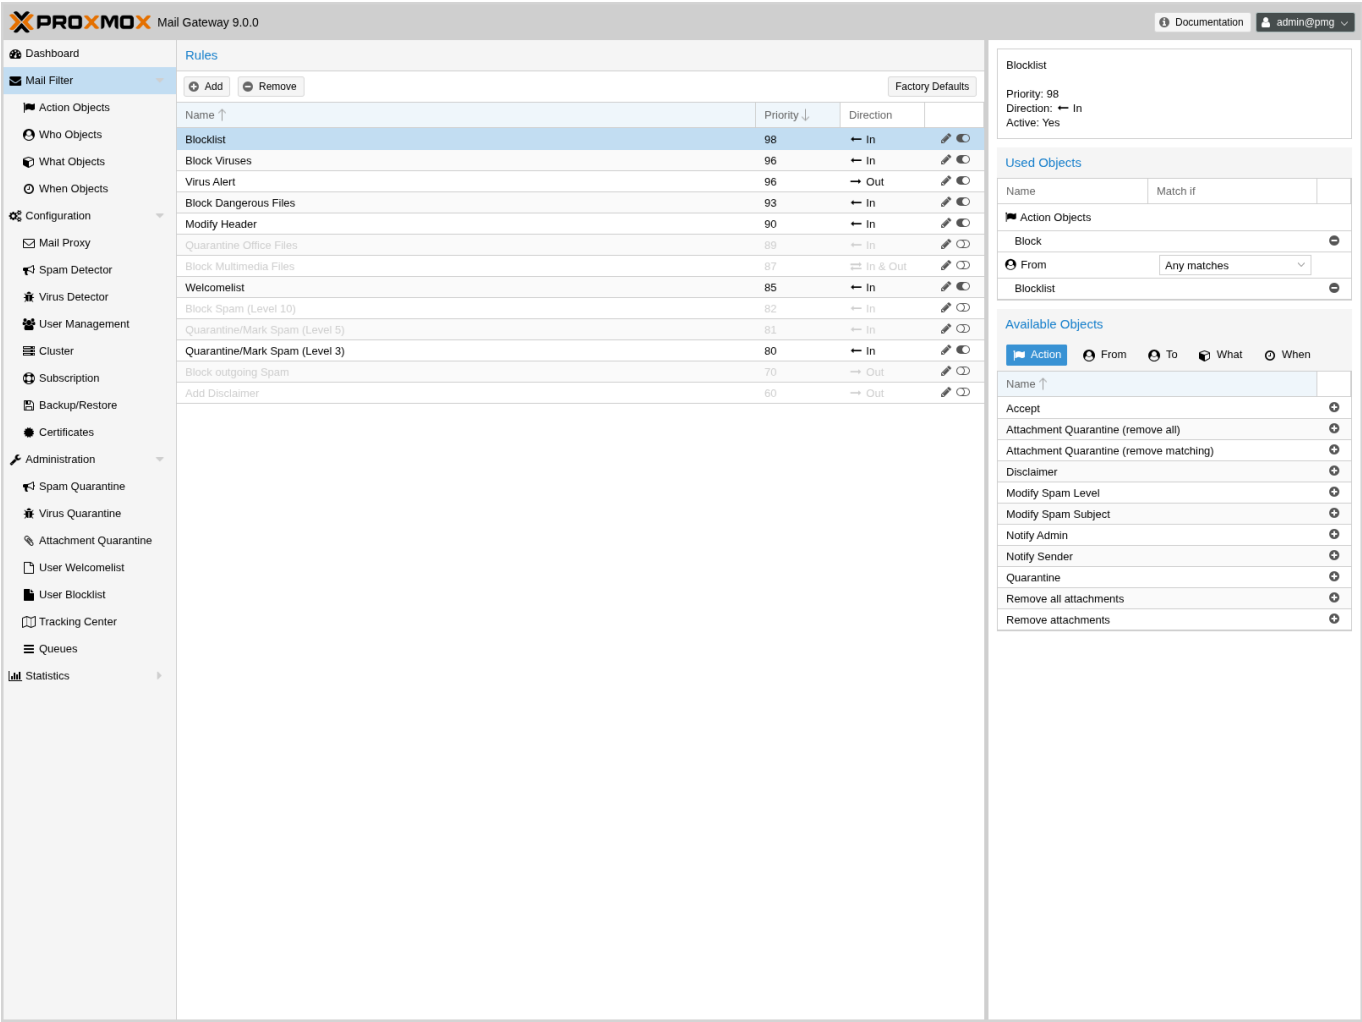 PROXMOX Mail Gateway 9.0.0
Documentation
admin@pmg
Dashboard
Mail Filter
Action Objects
Who Objects
What Objects
When Objects
Configuration
Mail Proxy
Spam Detector
Virus Detector
User Management
Cluster
Subscription
Backup/Restore
Certificates
Administration
Spam Quarantine
Virus Quarantine
Attachment Quarantine
User Welcomelist
User Blocklist
Tracking Center
Queues
Statistics
Rules
Add Remove Factory Defaults
Name Priority Direction
Blocklist 98 In
Block Viruses 96 In
Virus Alert 96 Out
Block Dangerous Files 93 In
Modify Header 90 In
Quarantine Office Files 89 In
Block Multimedia Files 87 In & Out
Welcomelist 85 In
Block Spam (Level 10) 82 In
Quarantine/Mark Spam (Level 5) 81 In
Quarantine/Mark Spam (Level 3) 80 In
Block outgoing Spam 70 Out
Add Disclaimer 60 Out
Blocklist
Priority: 98
Direction: In
Active: Yes
Used Objects
Name Match if
Action Objects
Block
From Any matches
Blocklist
Available Objects
Action From To What When
Name
Accept
Attachment Quarantine (remove all)
Attachment Quarantine (remove matching)
Disclaimer
Modify Spam Level
Modify Spam Subject
Notify Admin
Notify Sender
Quarantine
Remove all attachments
Remove attachments